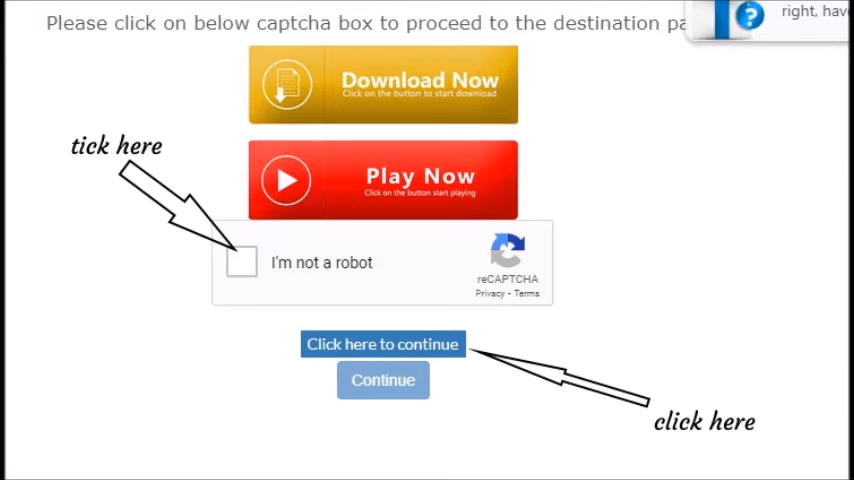 Please click on below captcha box to proceed to the destination pa
right, hav
Download Now
Click on the button to start download
tick here
Play Now
Click on the button start playing
I'm not a robot
reCAPTCHA
Privacy - Terms
Click here to continue
Continue
click here